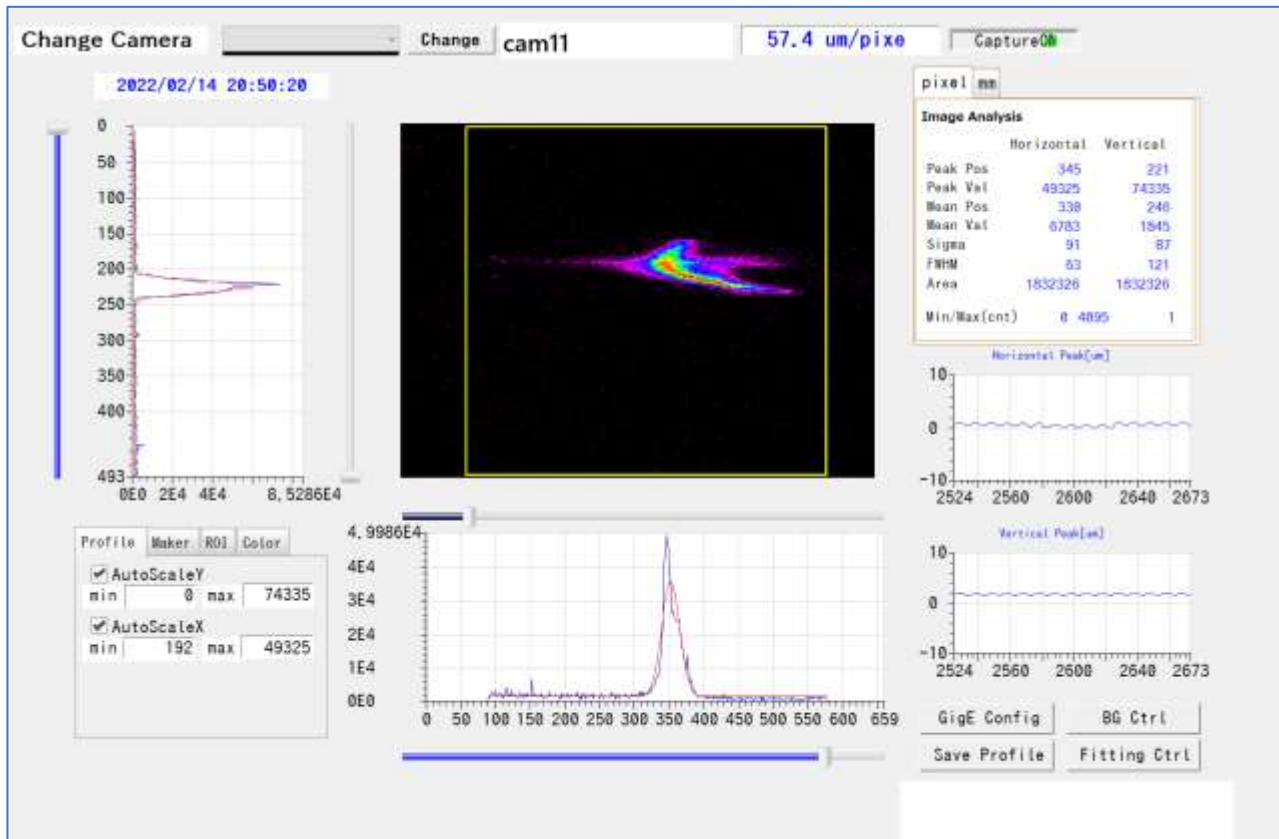 Change Camera Change cam11 57.4 um/pixe CaptureON
2022/02/14 20:50:20
pixel mm
Image Analysis
Horizontal Vertical
Peak Pos 345 221
Peak Val 49325 74335
Mean Pos 338 246
Mean Val 6783 1845
Sigma 91 87
FWHM 63 121
Area 1832326 1832326
Min/Max(cnt) 0 4095 1
0
50
100
150
200
250
300
350
400
493
0E0 2E4 4E4 8,5286E4
Horizontal Peak[um]
10
0
-10
2524 2560 2600 2640 2673
Profile Maker ROI Color
AutoScaleY
min 0 max 74335
AutoScaleX
min 192 max 49325
4,9986E4
4E4
3E4
2E4
1E4
0E0
0 50 100 150 200 250 300 350 400 450 500 550 600 659
Vertical Peak[um]
10
0
-10
2524 2560 2600 2640 2673
GigE Config BG Ctrl
Save Profile Fitting Ctrl